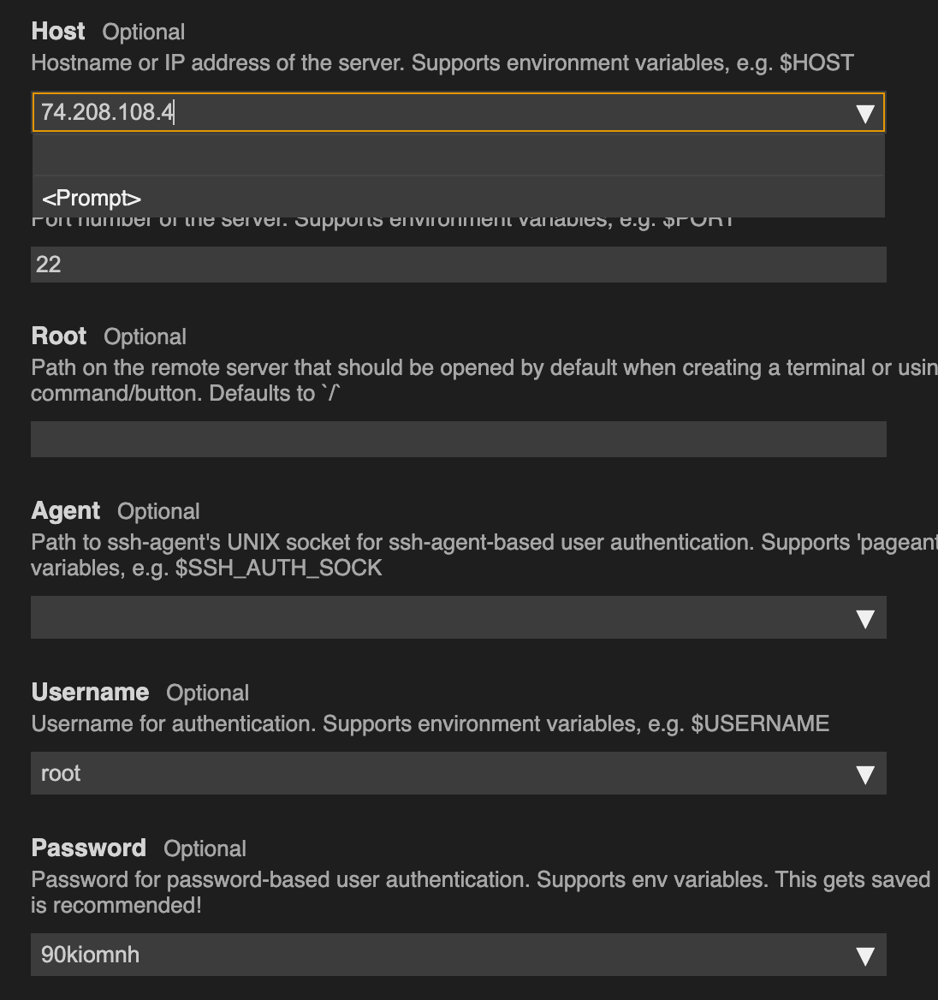 Host Optional
Hostname or IP address of the server. Supports environment variables, e.g. $HOST
74.208.108.4
<Prompt>
Port number of the server. Supports environment variables, e.g. $PORT
22
Root Optional
Path on the remote server that should be opened by default when creating a terminal or usin
command/button. Defaults to `/`
Agent Optional
Path to ssh-agent's UNIX socket for ssh-agent-based user authentication. Supports 'pageant
variables, e.g. $SSH_AUTH_SOCK
Username Optional
Username for authentication. Supports environment variables, e.g. $USERNAME
root
Password Optional
Password for password-based user authentication. Supports env variables. This gets saved
is recommended!
90kiomnh